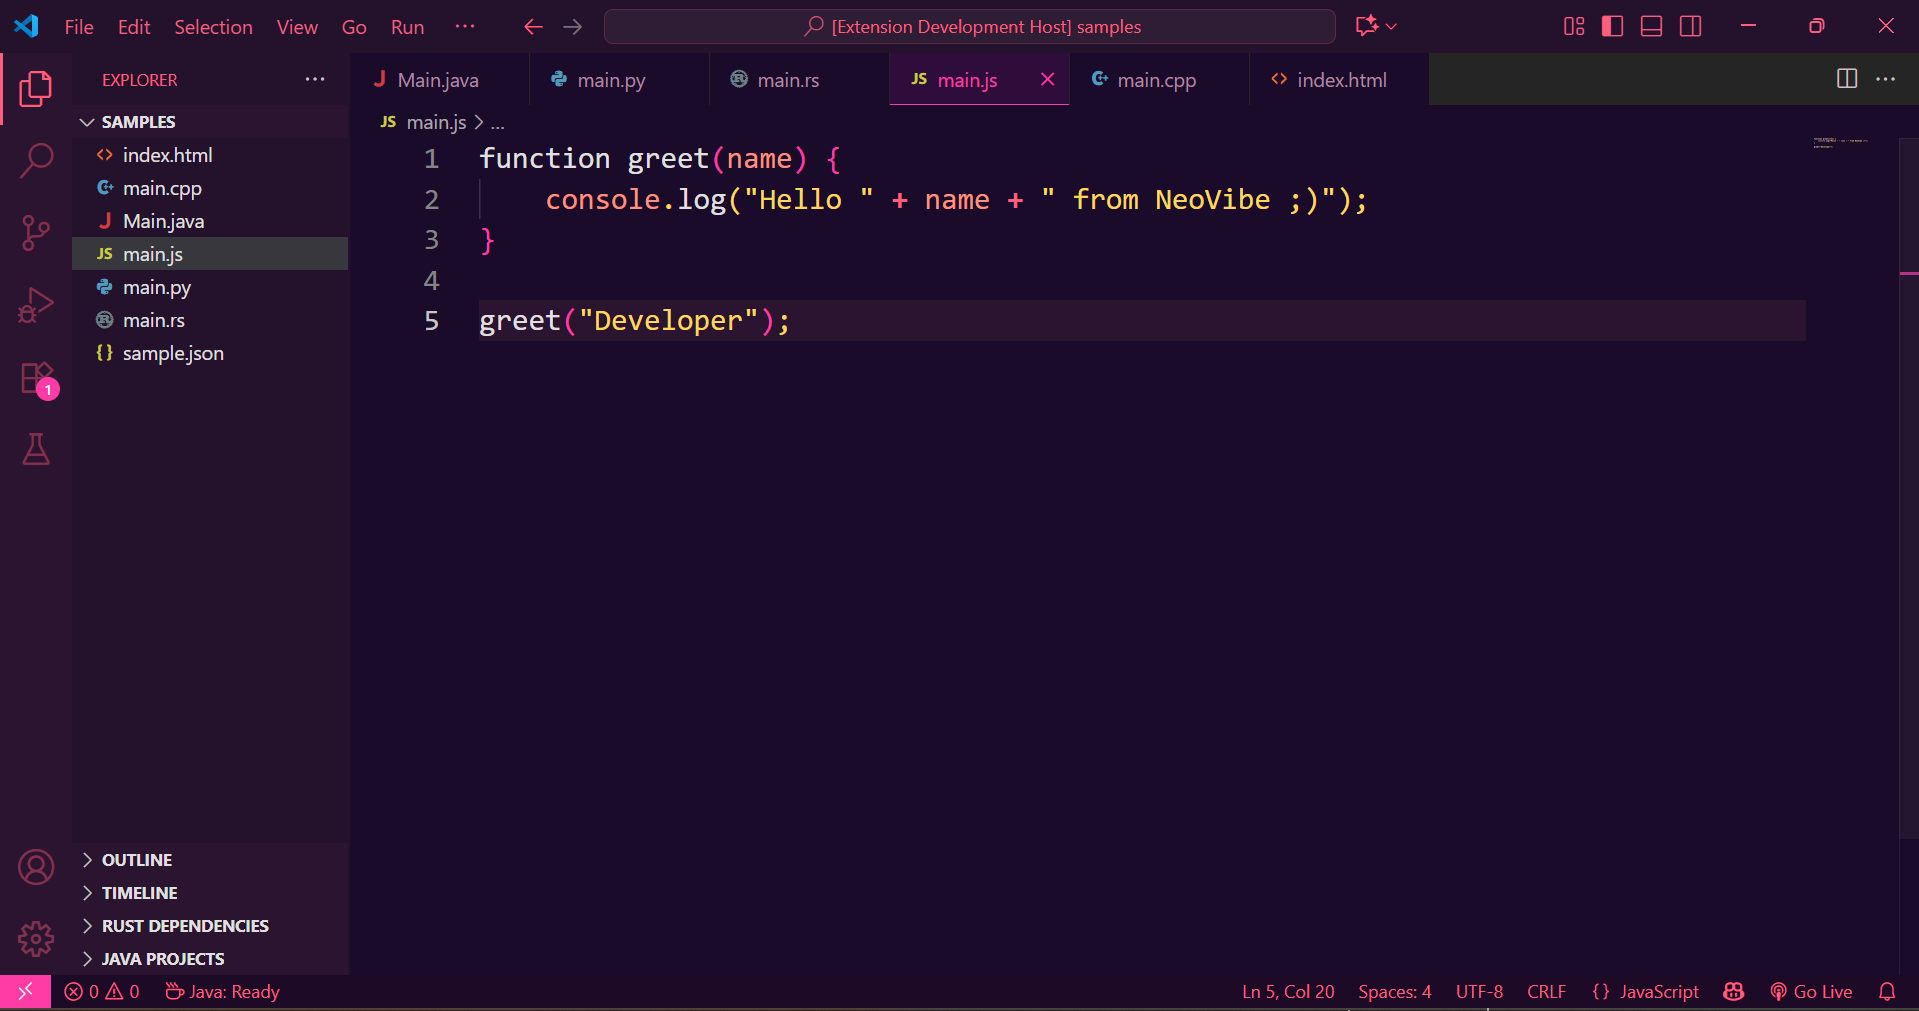 File Edit Selection View Go Run ··· [Extension Development Host] samples
EXPLORER ···
SAMPLES
index.html
main.cpp
Main.java
main.js
main.py
main.rs
sample.json
OUTLINE
TIMELINE
RUST DEPENDENCIES
JAVA PROJECTS
1
Main.java main.py main.rs main.js main.cpp index.html ···
JS main.js > ...
1 function greet(name) {
2     console.log("Hello " + name + " from NeoVibe ;)");
3 }
4
5 greet("Developer");
0 0 Java: Ready Ln 5, Col 20 Spaces: 4 UTF-8 CRLF {} JavaScript Go Live